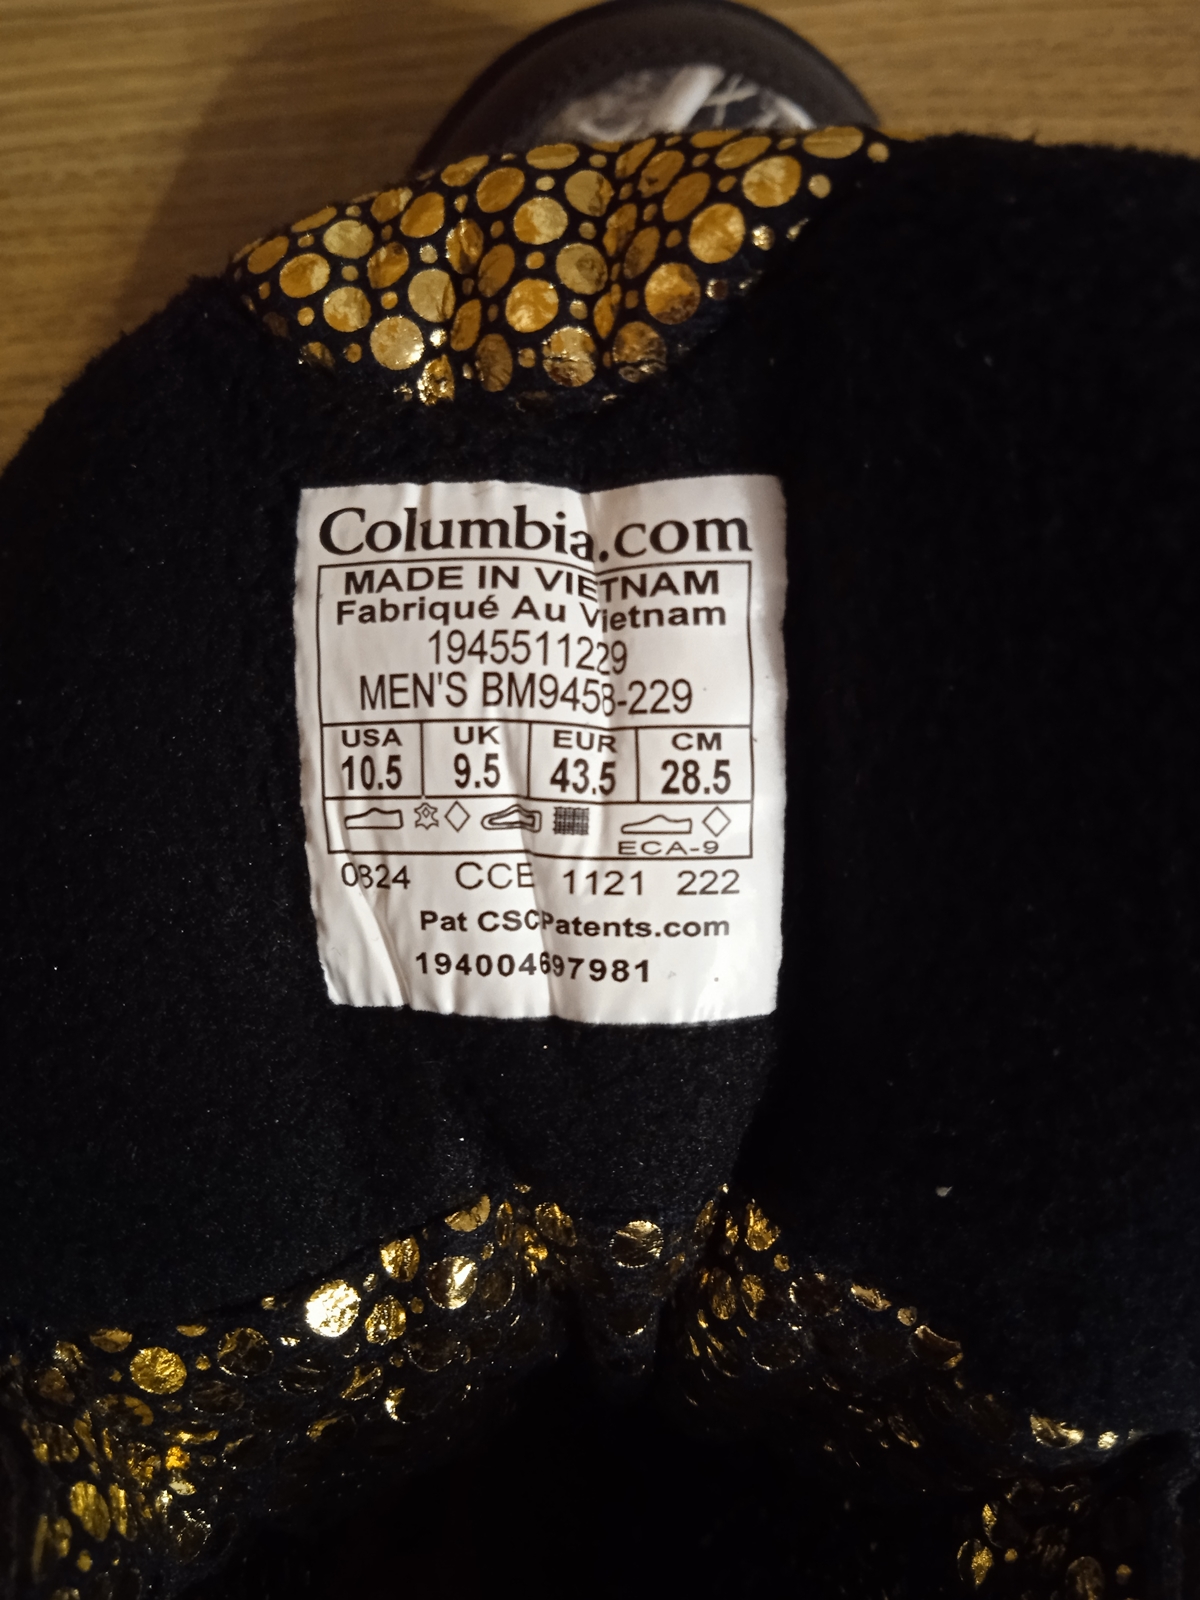 Columbia.com
MADE IN VIETNAM
Fabriqué Au Vietnam
1945511229
MEN'S BM9458-229
USA UK EUR CM
10.5 9.5 43.5 28.5
ECA-9
0824 CCE 1121 222
Pat CSCPatents.com
194004697981